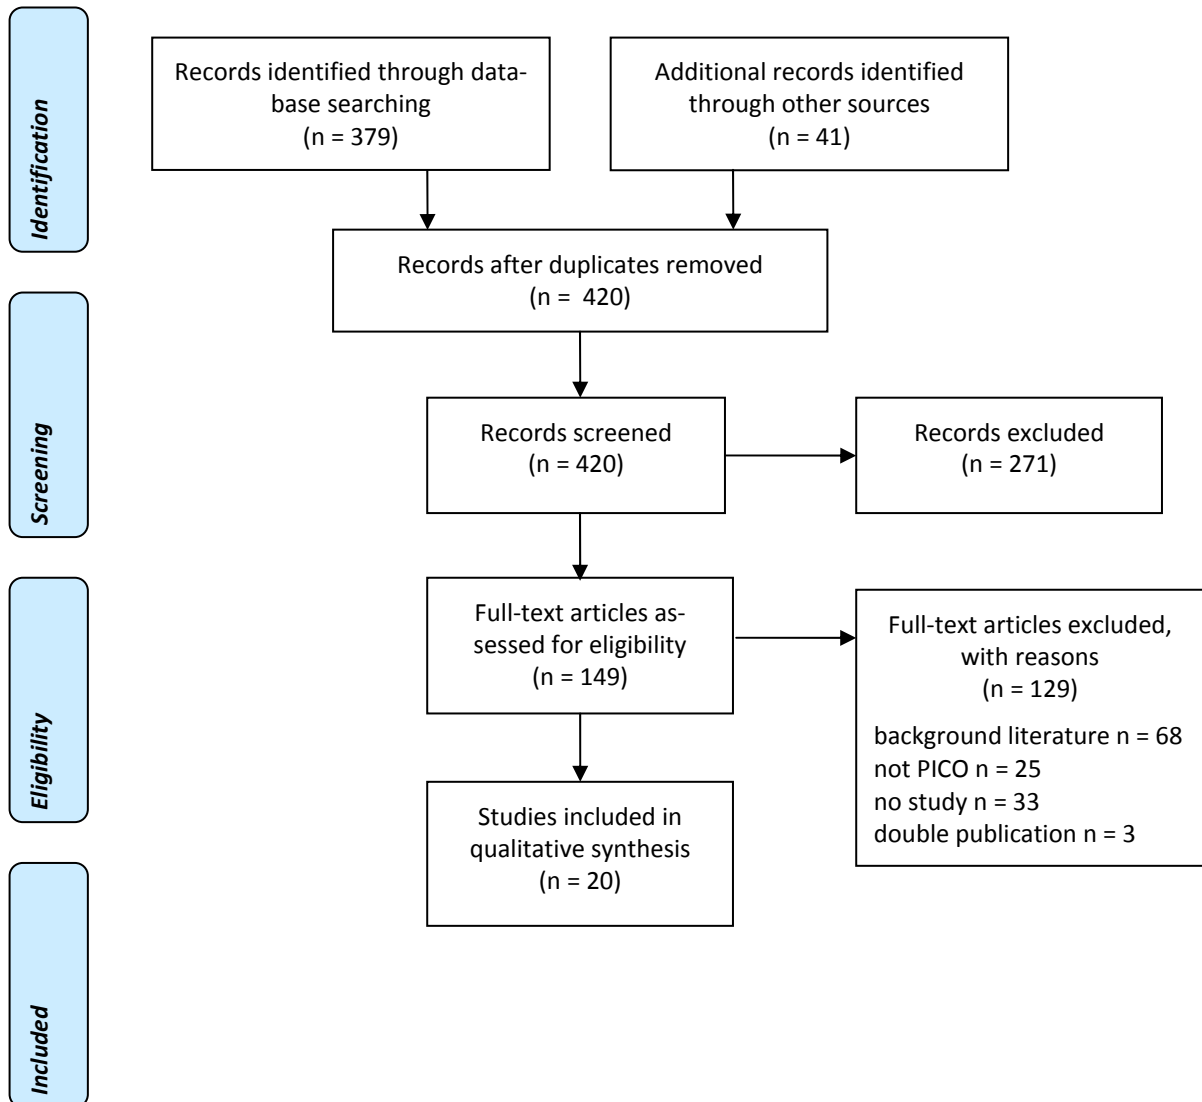 Identification
Records identified through data-
base searching
(n = 379)
Additional records identified
through other sources
(n = 41)
Records after duplicates removed
(n = 420)
Screening
Records screened
(n = 420)
Records excluded
(n = 271)
Eligibility
Full-text articles as-
sessed for eligibility
(n = 149)
Full-text articles excluded,
with reasons
(n = 129)
background literature n = 68
not PICO n = 25
no study n = 33
double publication n = 3
Studies included in
qualitative synthesis
(n = 20)
Included